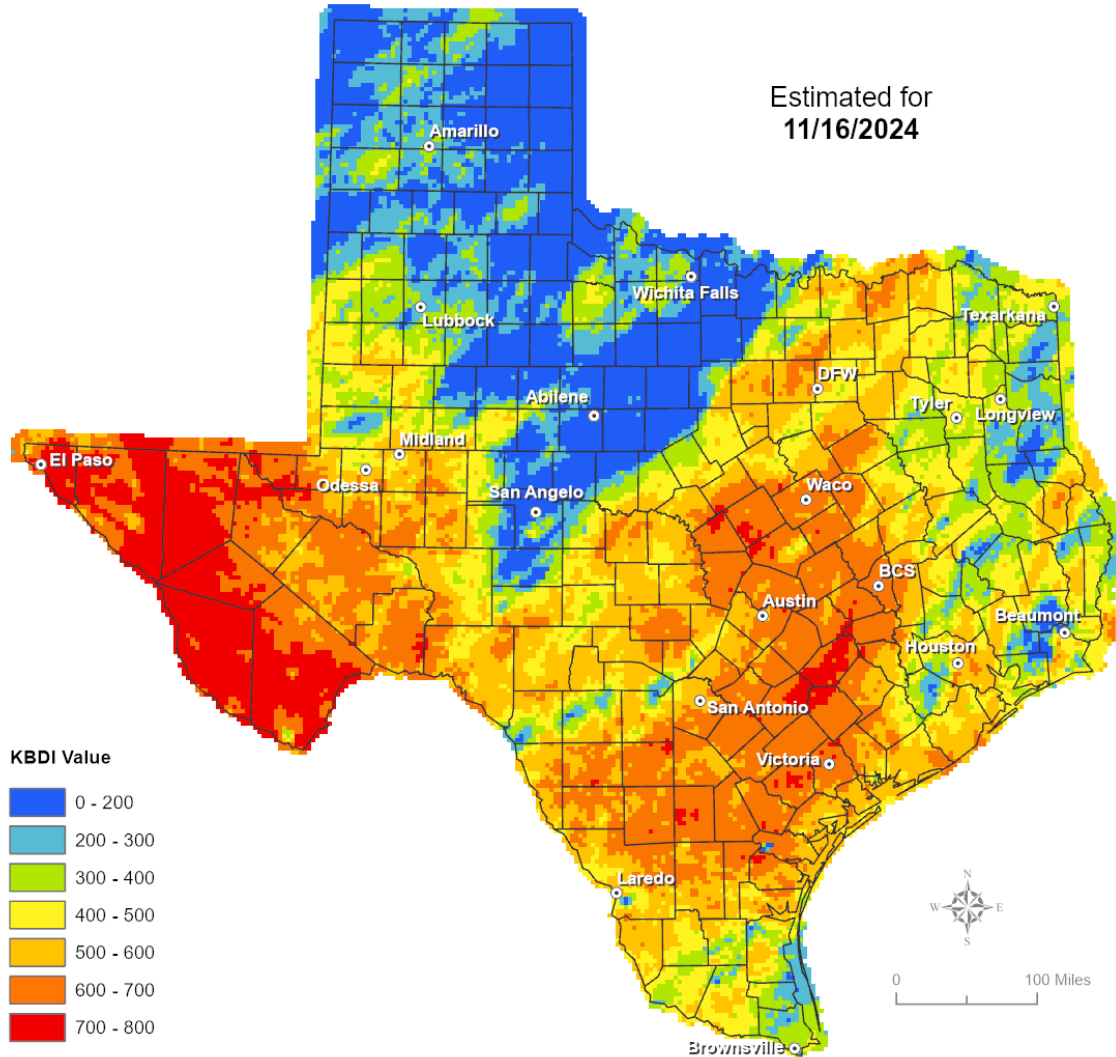 Estimated for
11/16/2024
Amarillo
Wichita Falls
Lubbock
Texarkana
DFW
Abilene
Tyler
Longview
Midland
El Paso
Odessa
San Angelo
Waco
BCS
Austin
Beaumont
Houston
San Antonio
Victoria
Laredo
Brownsville
KBDI Value
0 - 200
200 - 300
300 - 400
400 - 500
500 - 600
600 - 700
700 - 800
N
W
E
S
0
100 Miles